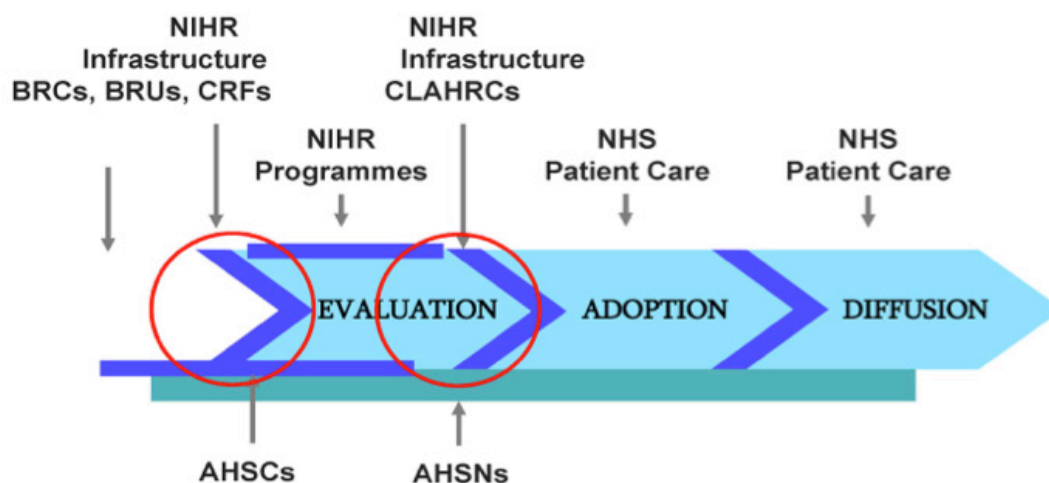 NIHR
Infrastructure
BRCs, BRUs, CRFs
NIHR
Infrastructure
CLAHRCs
NIHR
Programmes
NHS
Patient Care
NHS
Patient Care
EVALUATION
ADOPTION
DIFFUSION
AHSCs
AHSNs